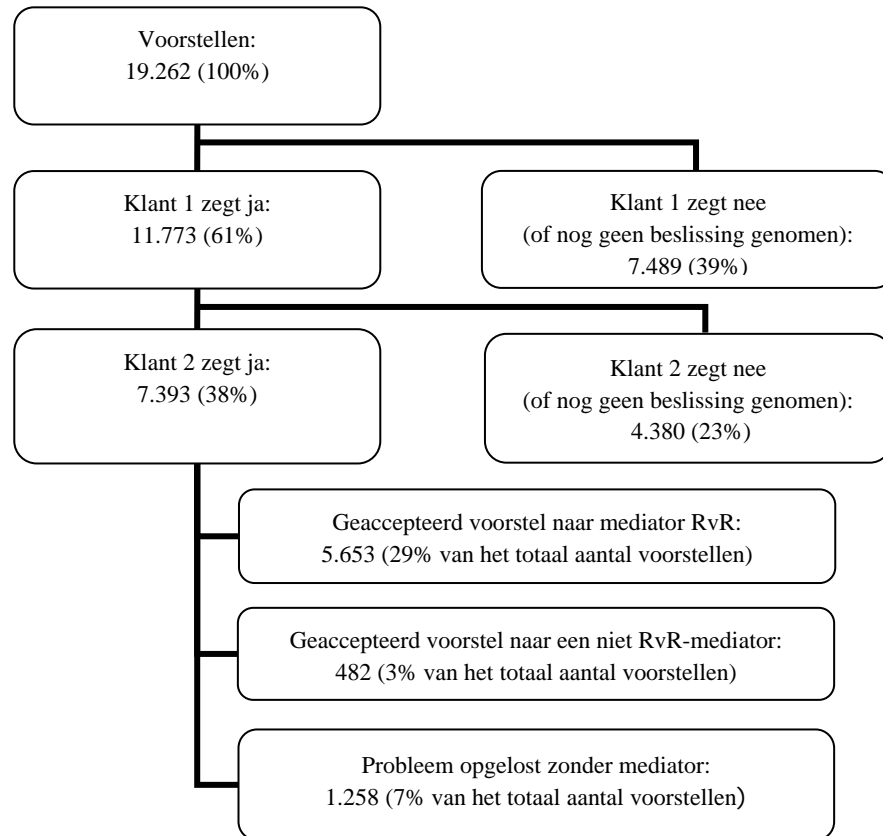 Voorstellen:
19.262 (100%)
Klant 1 zegt ja:
11.773 (61%)
Klant 1 zegt nee
(of nog geen beslissing genomen):
7.489 (39%)
Klant 2 zegt ja:
7.393 (38%)
Klant 2 zegt nee
(of nog geen beslissing genomen):
4.380 (23%)
Geaccepteerd voorstel naar mediator RvR:
5.653 (29% van het totaal aantal voorstellen)
Geaccepteerd voorstel naar een niet RvR-mediator:
482 (3% van het totaal aantal voorstellen)
Probleem opgelost zonder mediator:
1.258 (7% van het totaal aantal voorstellen)